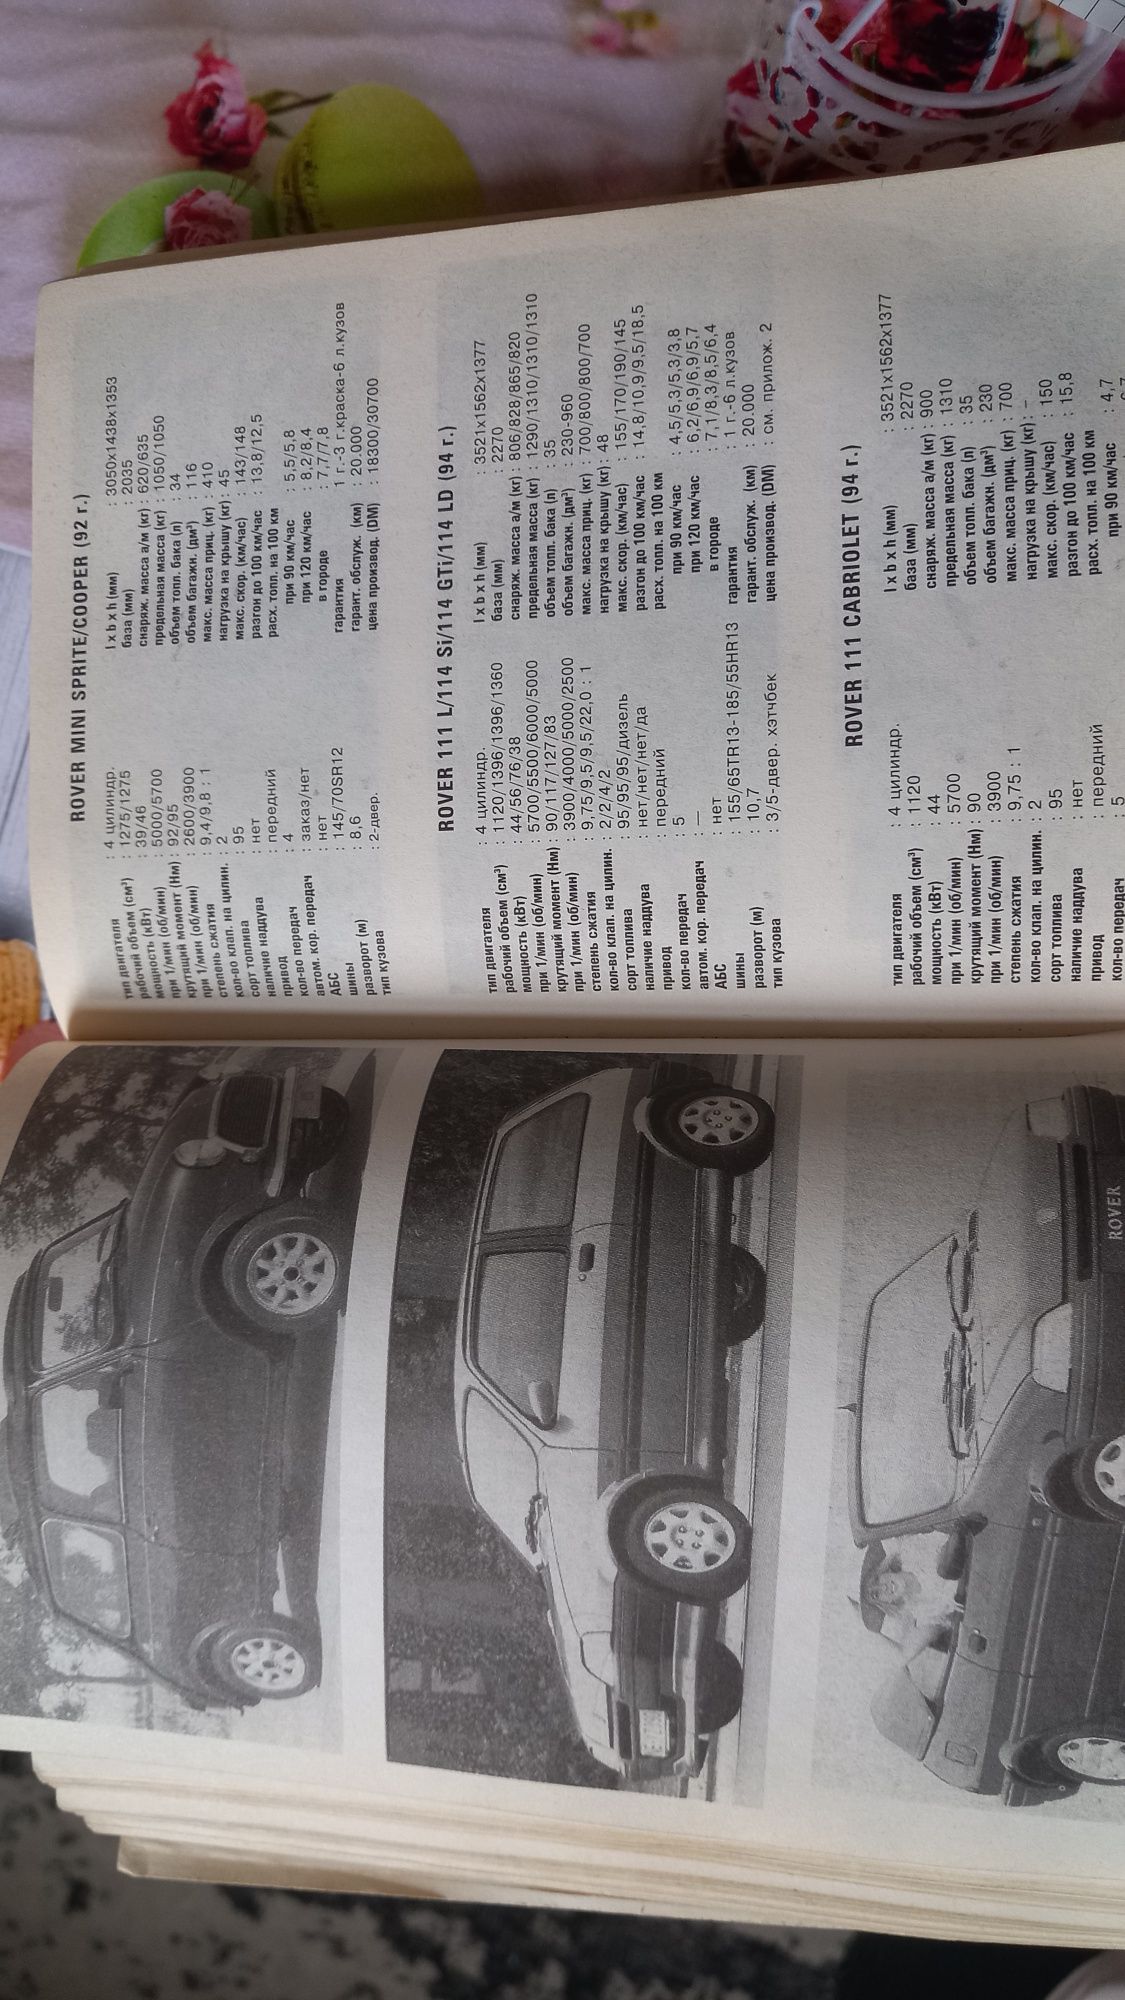 ROVER MINI SPRITE/COOPER (92 г.)
тип двигателя : 4 цилиндр.
рабочий объем (см³) : 1275/1275
мощность (кВт) : 39/46
при 1/мин (об/мин) : 5000/5700
крутящий момент (Нм) : 92/95
при 1/мин (об/мин) : 2600/3900
степень сжатия : 9,4/9,8 : 1
кол-во клап. на цилин. : 2
сорт топлива : 95
наличие наддува : нет
привод : передний
кол-во передач : 4
автом. кор. передач : заказ/нет
АБС : нет
шины : 145/70SR12
разворот (м) : 8,6
тип кузова : 2-двер.
l x b x h (мм) : 3050x1438x1353
база (мм) : 2035
снаряж. масса а/м (кг) : 620/635
предельная масса (кг) : 1050/1050
объем топл. бака (л) : 34
объем багажн. (дм³) : 116
макс. масса приц. (кг) : 410
нагрузка на крышу (кг) : 45
макс. скор. (км/час) : 143/148
разгон до 100 км/час : 13,8/12,5
расх. топл. на 100 км
при 90 км/час : 5,5/5,8
при 120 км/час : 8,2/8,4
в городе : 7,7/7,8
гарантия : 1 г.-3 г.краска-6 л.кузов
гарант. обслуж. (км) : 20.000
цена производ. (DM) : 18300/30700
ROVER 111 L/114 Si/114 GTi/114 LD (94 г.)
тип двигателя : 4 цилиндр.
рабочий объем (см³) : 1120/1396/1396/1360
мощность (кВт) : 44/56/76/38
при 1/мин (об/мин) : 5700/5500/6000/5000
крутящий момент (Нм) : 90/117/127/83
при 1/мин (об/мин) : 3900/4000/5000/2500
степень сжатия : 9,75/9,5/9,5/22,0 : 1
кол-во клап. на цилин. : 2/2/4/2
сорт топлива : 95/95/95/дизель
наличие наддува : нет/нет/нет/да
привод : передний
кол-во передач : 5
автом. кор. передач : —
АБС : нет
шины : 155/65TR13-185/55HR13
разворот (м) : 10,7
тип кузова : 3/5-двер. хэтчбек
l x b x h (мм) : 3521x1562x1377
база (мм) : 2270
снаряж. масса а/м (кг) : 806/828/865/820
предельная масса (кг) : 1290/1310/1310/1310
объем топл. бака (л) : 35
объем багажн. (дм³) : 230-960
макс. масса приц. (кг) : 700/800/800/700
нагрузка на крышу (кг) : 48
макс. скор. (км/час) : 155/170/190/145
разгон до 100 км/час : 14,8/10,9/9,5/18,5
расх. топл. на 100 км
при 90 км/час : 4,5/5,3/5,3/3,8
при 120 км/час : 6,2/6,9/6,9/5,7
в городе : 7,1/8,3/8,5/6,4
гарантия : 1 г.-6 л.кузов
гарант. обслуж. (км) : 20.000
цена производ. (DM) : см. прилож. 2
ROVER 111 CABRIOLET (94 г.)
тип двигателя : 4 цилиндр.
рабочий объем (см³) : 1120
мощность (кВт) : 44
при 1/мин (об/мин) : 5700
крутящий момент (Нм) : 90
при 1/мин (об/мин) : 3900
степень сжатия : 9,75 : 1
кол-во клап. на цилин. : 2
сорт топлива : 95
наличие наддува : нет
привод : передний
кол-во передач : 5
l x b x h (мм) : 3521x1562x1377
база (мм) : 2270
снаряж. масса а/м (кг) : 900
предельная масса (кг) : 1310
объем топл. бака (л) : 35
объем багажн. (дм³) : 230
макс. масса приц. (кг) : 700
нагрузка на крышу (кг) : –
макс. скор. (км/час) : 150
разгон до 100 км/час : 15,8
расх. топл. на 100 км
при 90 км/час : 4,7
ROVER